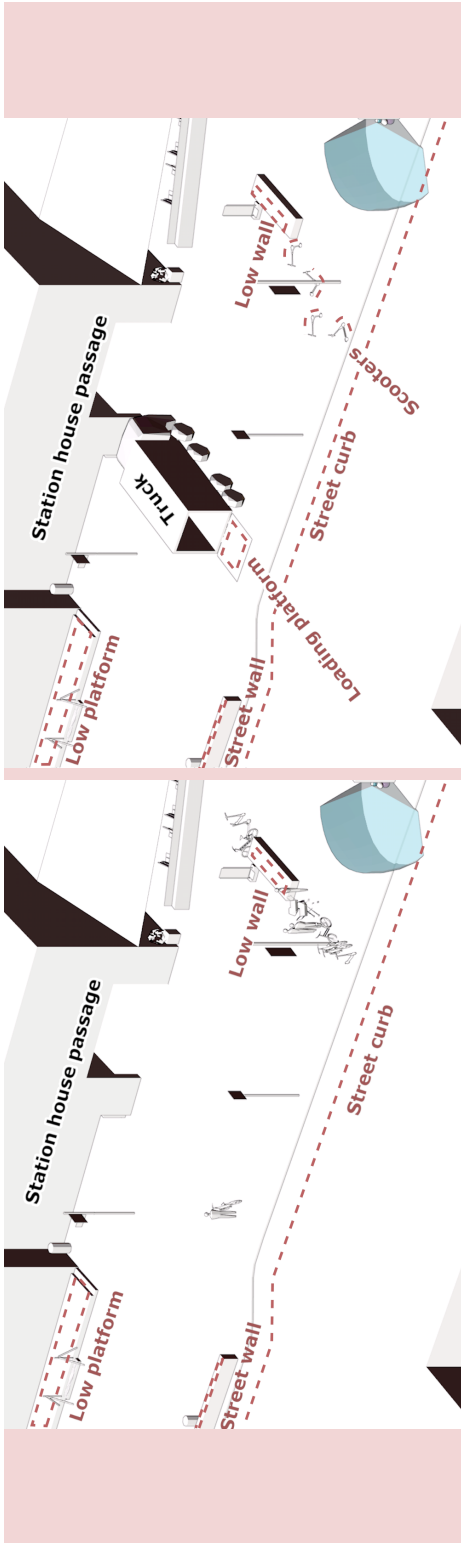 Station house passage
Low wall
Scooters
Truck
Street curb
Loading platform
Low platform
Street wall
Station house passage
Low wall
Street curb
Low platform
Street wall